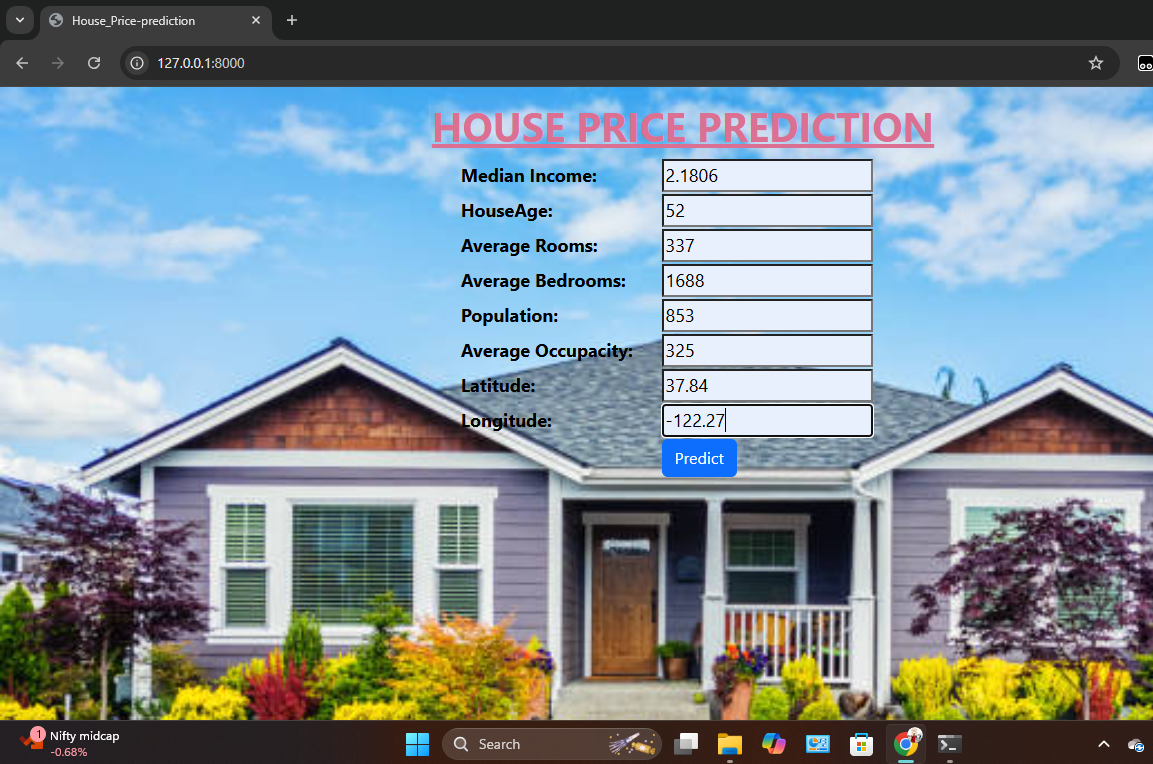 House_Price-prediction
127.0.0.1:8000
HOUSE PRICE PREDICTION
Median Income: 2.1806
HouseAge: 52
Average Rooms: 337
Average Bedrooms: 1688
Population: 853
Average Occupacity: 325
Latitude: 37.84
Longitude: -122.27
Predict
1 Nifty midcap
-0.68%
Search